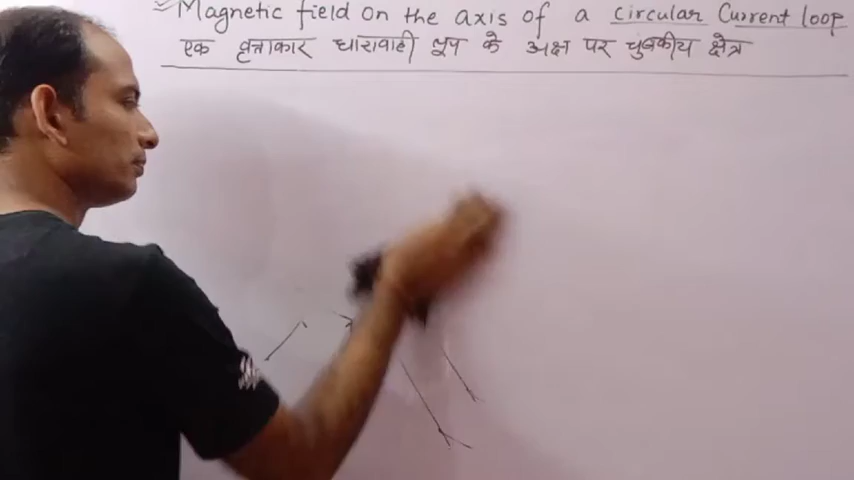 Magnetic field on the axis of a circular Current loop
एक वृत्ताकार धारावाही लूप के अक्ष पर चुम्बकीय क्षेत्र